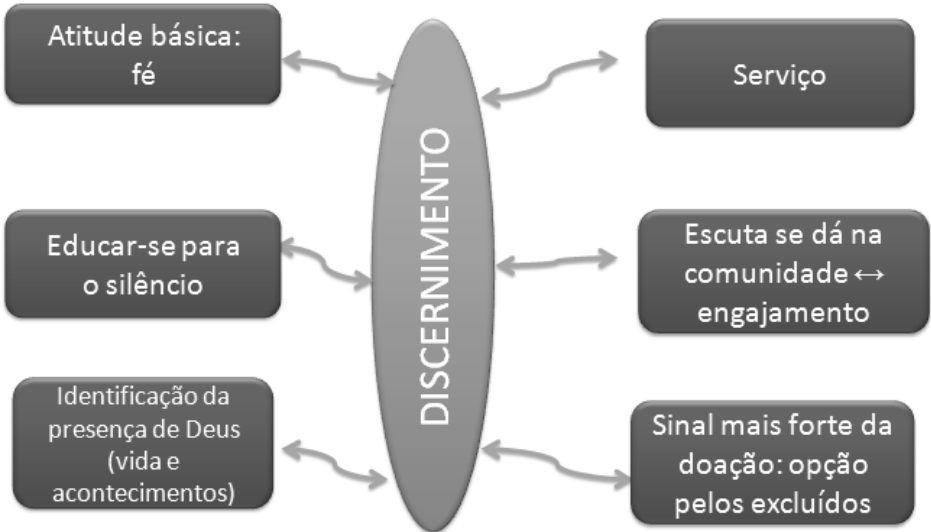 Atitude básica:
fé
Educar-se para
o silêncio
Identificação da
presença de Deus
(vida e
acontecimentos)
DISCERNIMENTO
Serviço
Escuta se dá na
comunidade ↔
engajamento
Sinal mais forte da
doação: opção
pelos excluídos